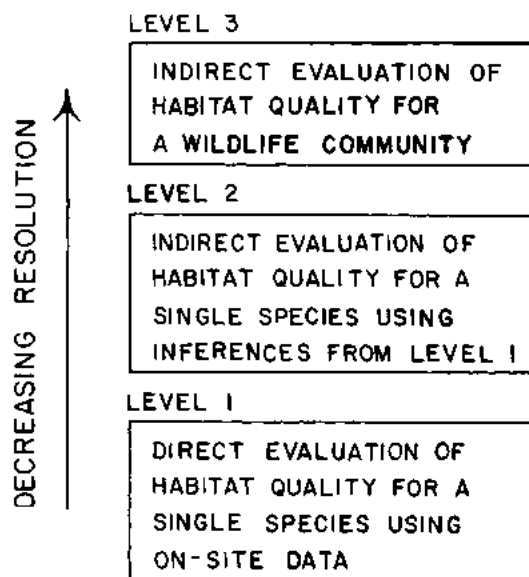 LEVEL 3
INDIRECT EVALUATION OF
HABITAT QUALITY FOR
A WILDLIFE COMMUNITY
LEVEL 2
INDIRECT EVALUATION OF
HABITAT QUALITY FOR A
SINGLE SPECIES USING
INFERENCES FROM LEVEL I
LEVEL I
DIRECT EVALUATION OF
HABITAT QUALITY FOR A
SINGLE SPECIES USING
ON-SITE DATA
DECREASING RESOLUTION